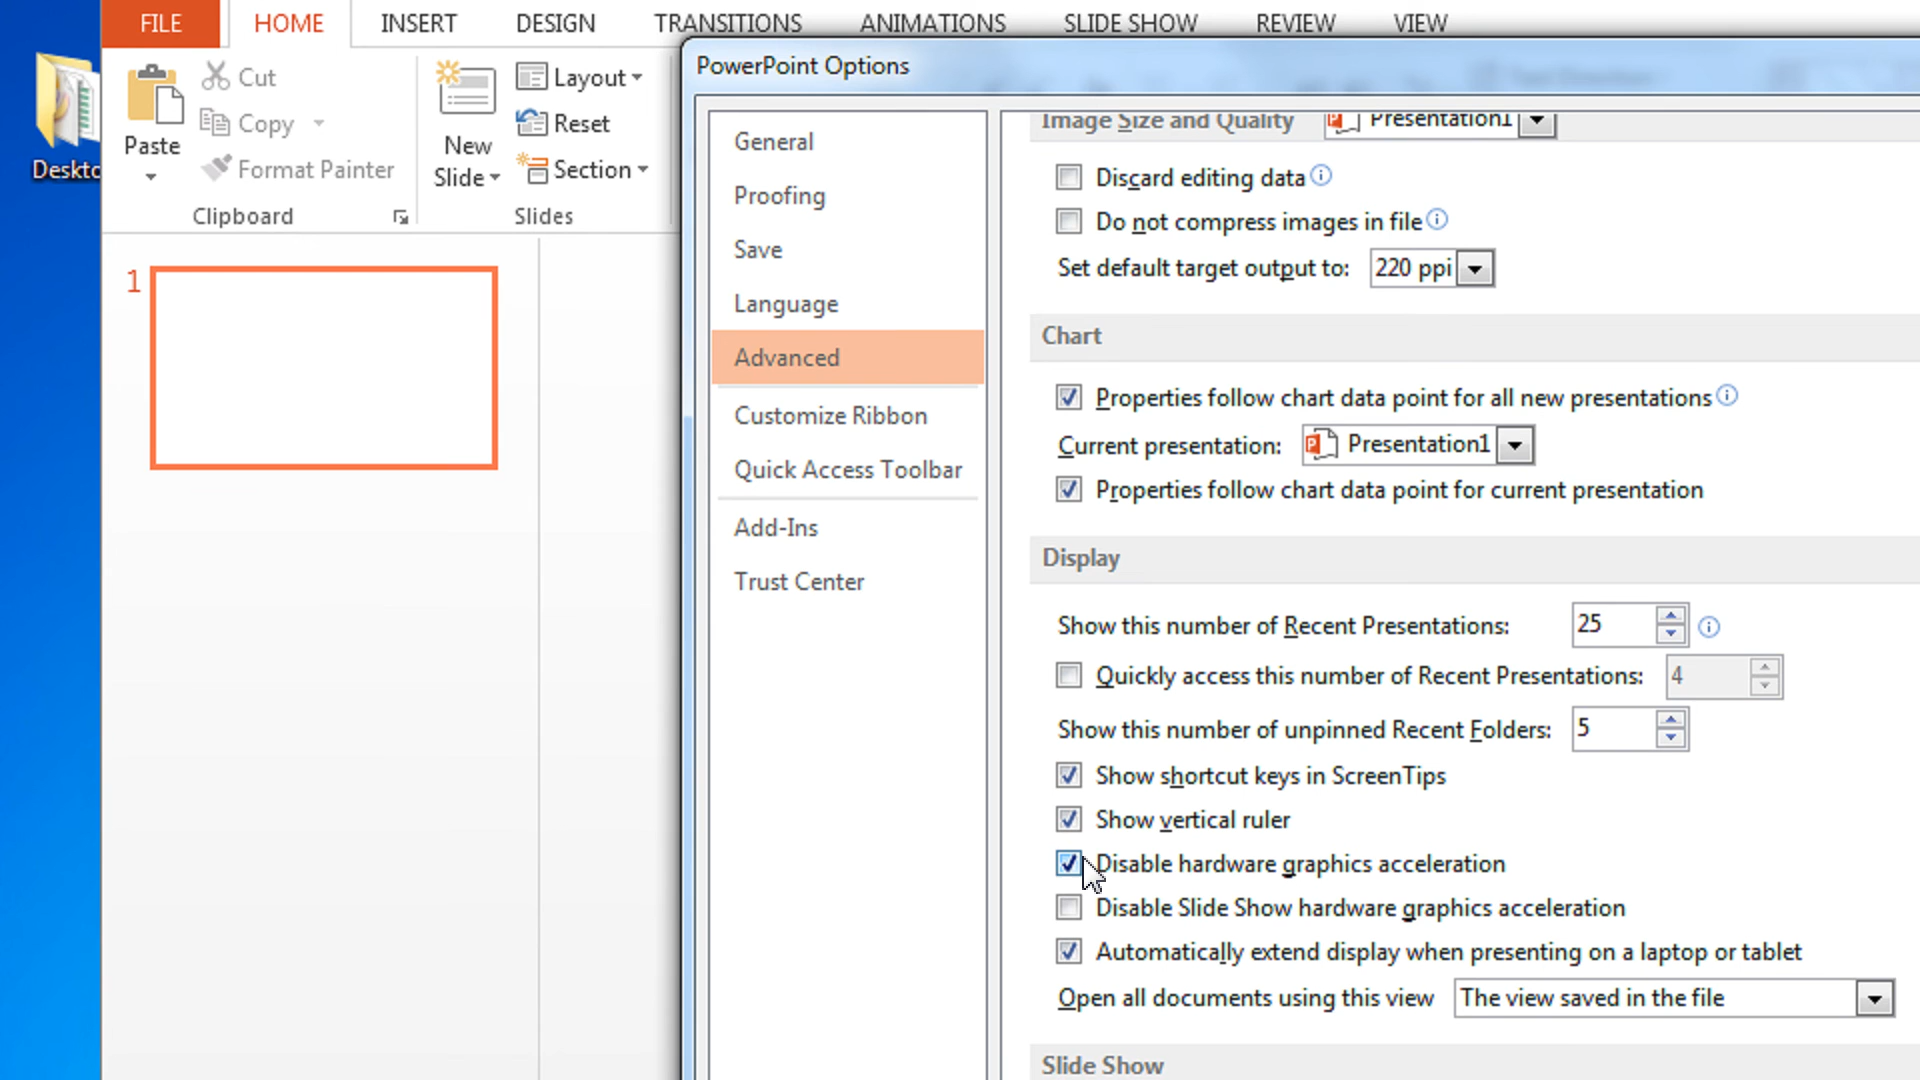 FILE HOME INSERT DESIGN TRANSITIONS ANIMATIONS SLIDE SHOW REVIEW VIEW
Paste
Cut
Copy
Format Painter
Clipboard
New
Slide
Layout
Reset
Section
Slides
1
PowerPoint Options
General
Proofing
Save
Language
Advanced
Customize Ribbon
Quick Access Toolbar
Add-Ins
Trust Center
Image Size and Quality Presentation1
Discard editing data
Do not compress images in file
Set default target output to: 220 ppi
Chart
Properties follow chart data point for all new presentations
Current presentation: Presentation1
Properties follow chart data point for current presentation
Display
Show this number of Recent Presentations: 25
Quickly access this number of Recent Presentations: 4
Show this number of unpinned Recent Folders: 5
Show shortcut keys in ScreenTips
Show vertical ruler
Disable hardware graphics acceleration
Disable Slide Show hardware graphics acceleration
Automatically extend display when presenting on a laptop or tablet
Open all documents using this view The view saved in the file
Slide Show